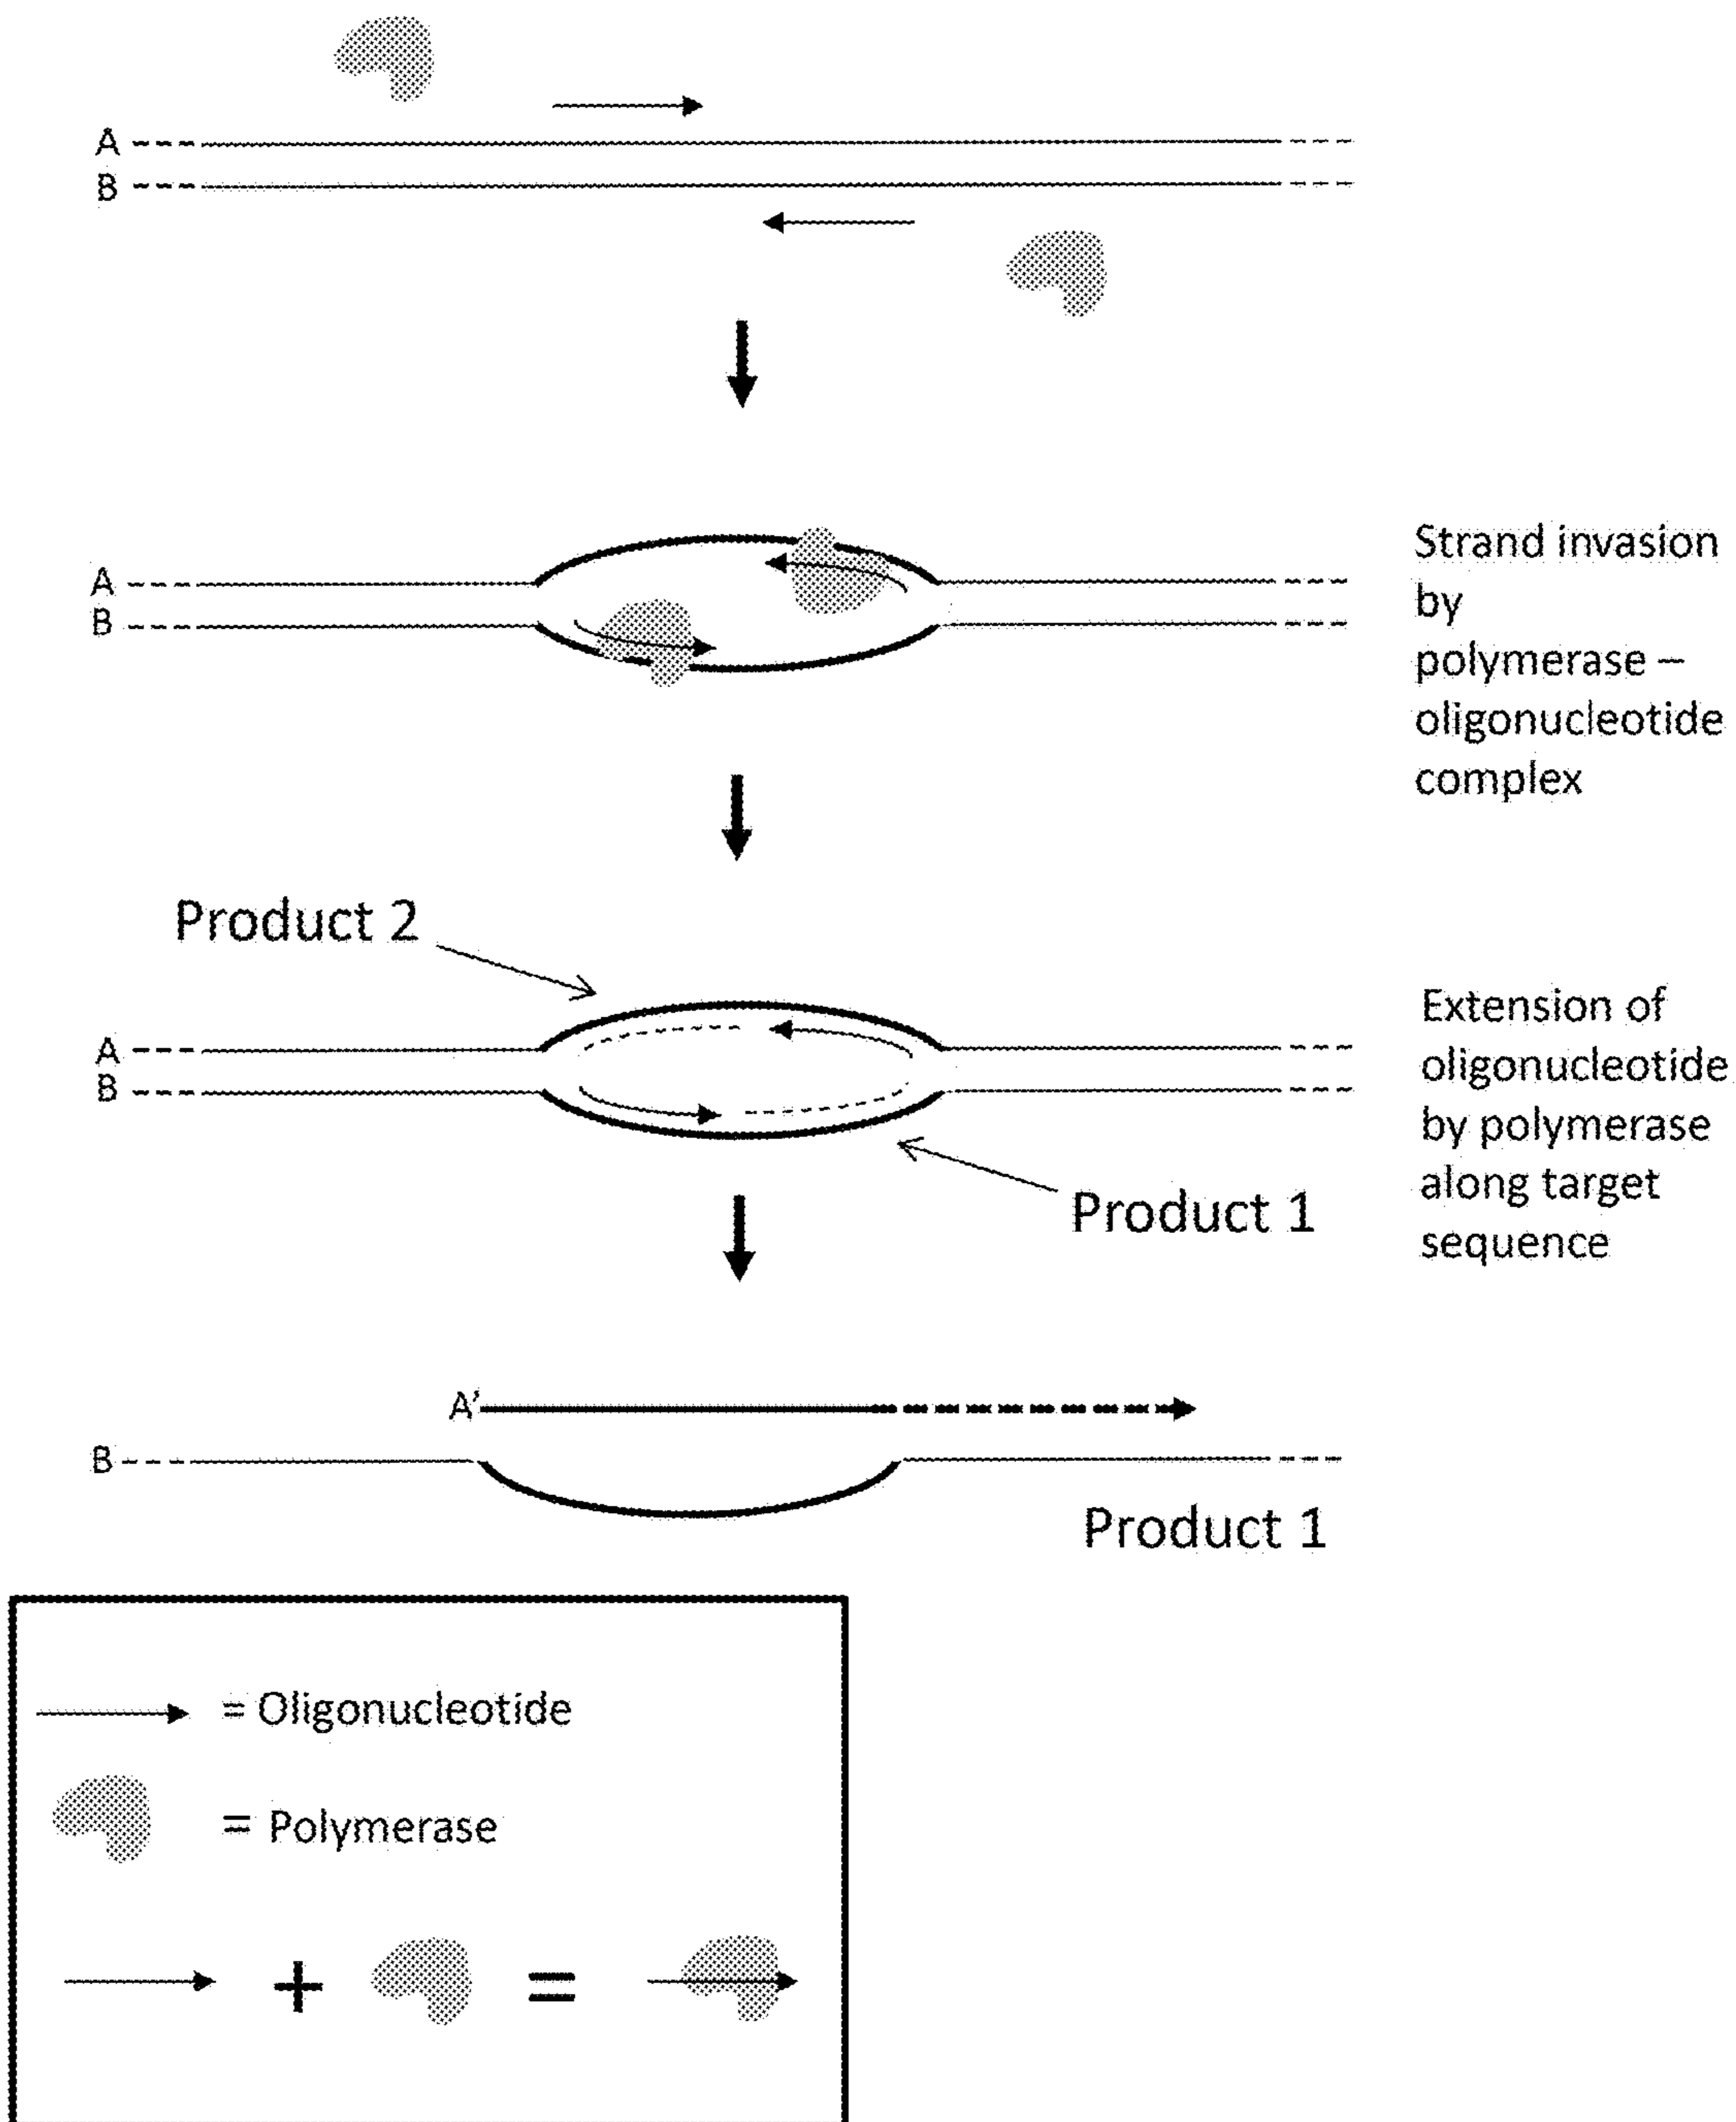 A
B
A
B
Strand invasion
by
polymerase –
oligonucleotide
complex
Product 2
A
B
Product 1
Extension of
oligonucleotide
by polymerase
along target
sequence
A'
B
Product 1
= Oligonucleotide
= Polymerase
+ =